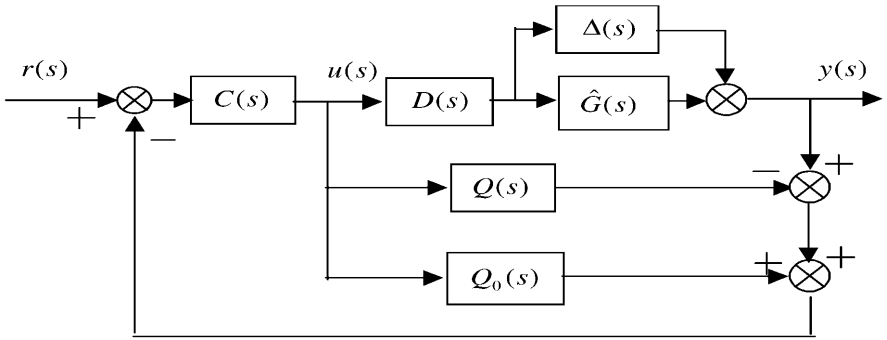 Δ(s)
r(s)
u(s)
y(s)
C(s)
D(s)
Ĝ(s)
+
−
− +
Q(s)
+ +
Q₀(s)